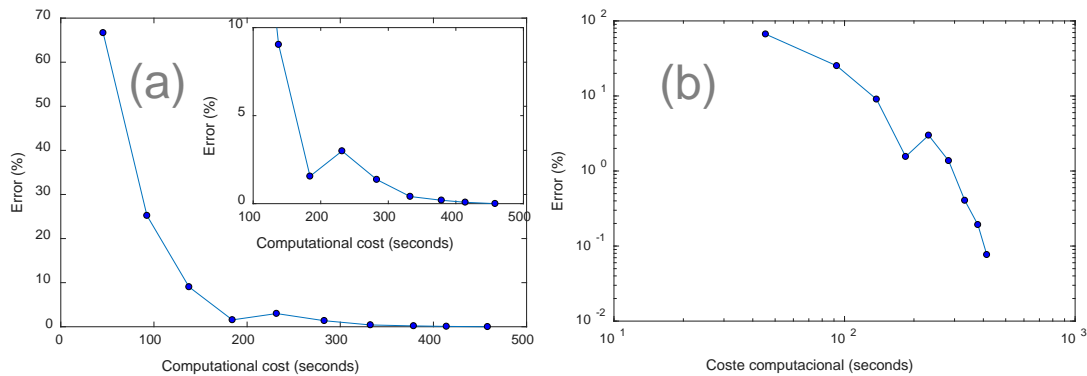 (a)
Error (%)
70
60
50
40
30
20
10
0
0 100 200 300 400 500
Computational cost (seconds)
Error (%)
10
5
0
100 200 300 400 500
Computational cost (seconds)
(b)
Error (%)
10^2
10^1
10^0
10^-1
10^-2
10^1 10^2 10^3
Coste computacional (seconds)